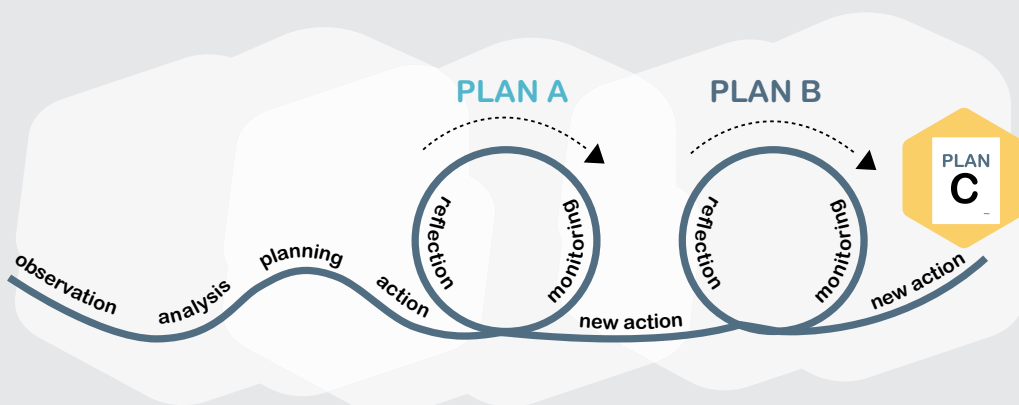 PLAN A
PLAN B
PLAN
C
observation
analysis
planning
action
reflection
monitoring
new action
reflection
monitoring
new action